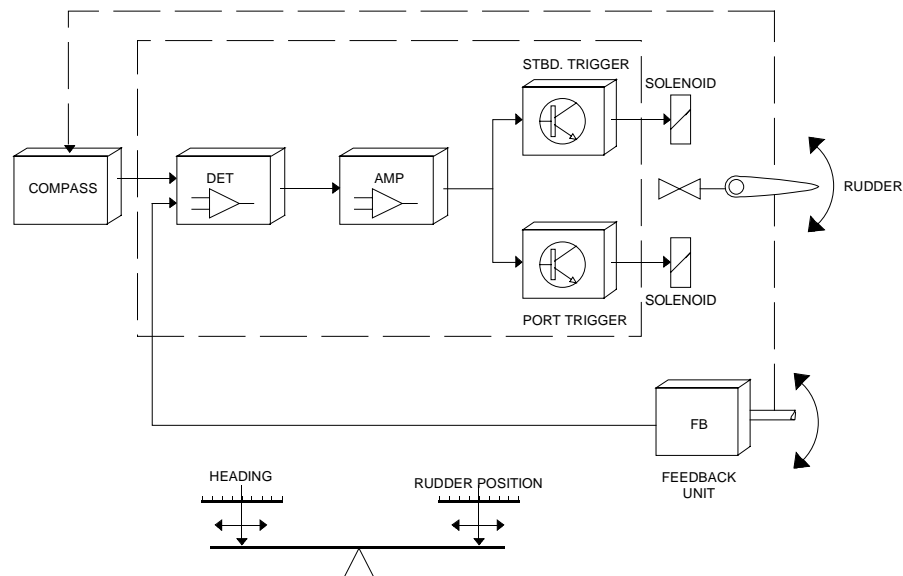 STBD. TRIGGER
SOLENOID
COMPASS
DET
AMP
RUDDER
SOLENOID
PORT TRIGGER
FB
FEEDBACK
UNIT
HEADING
RUDDER POSITION